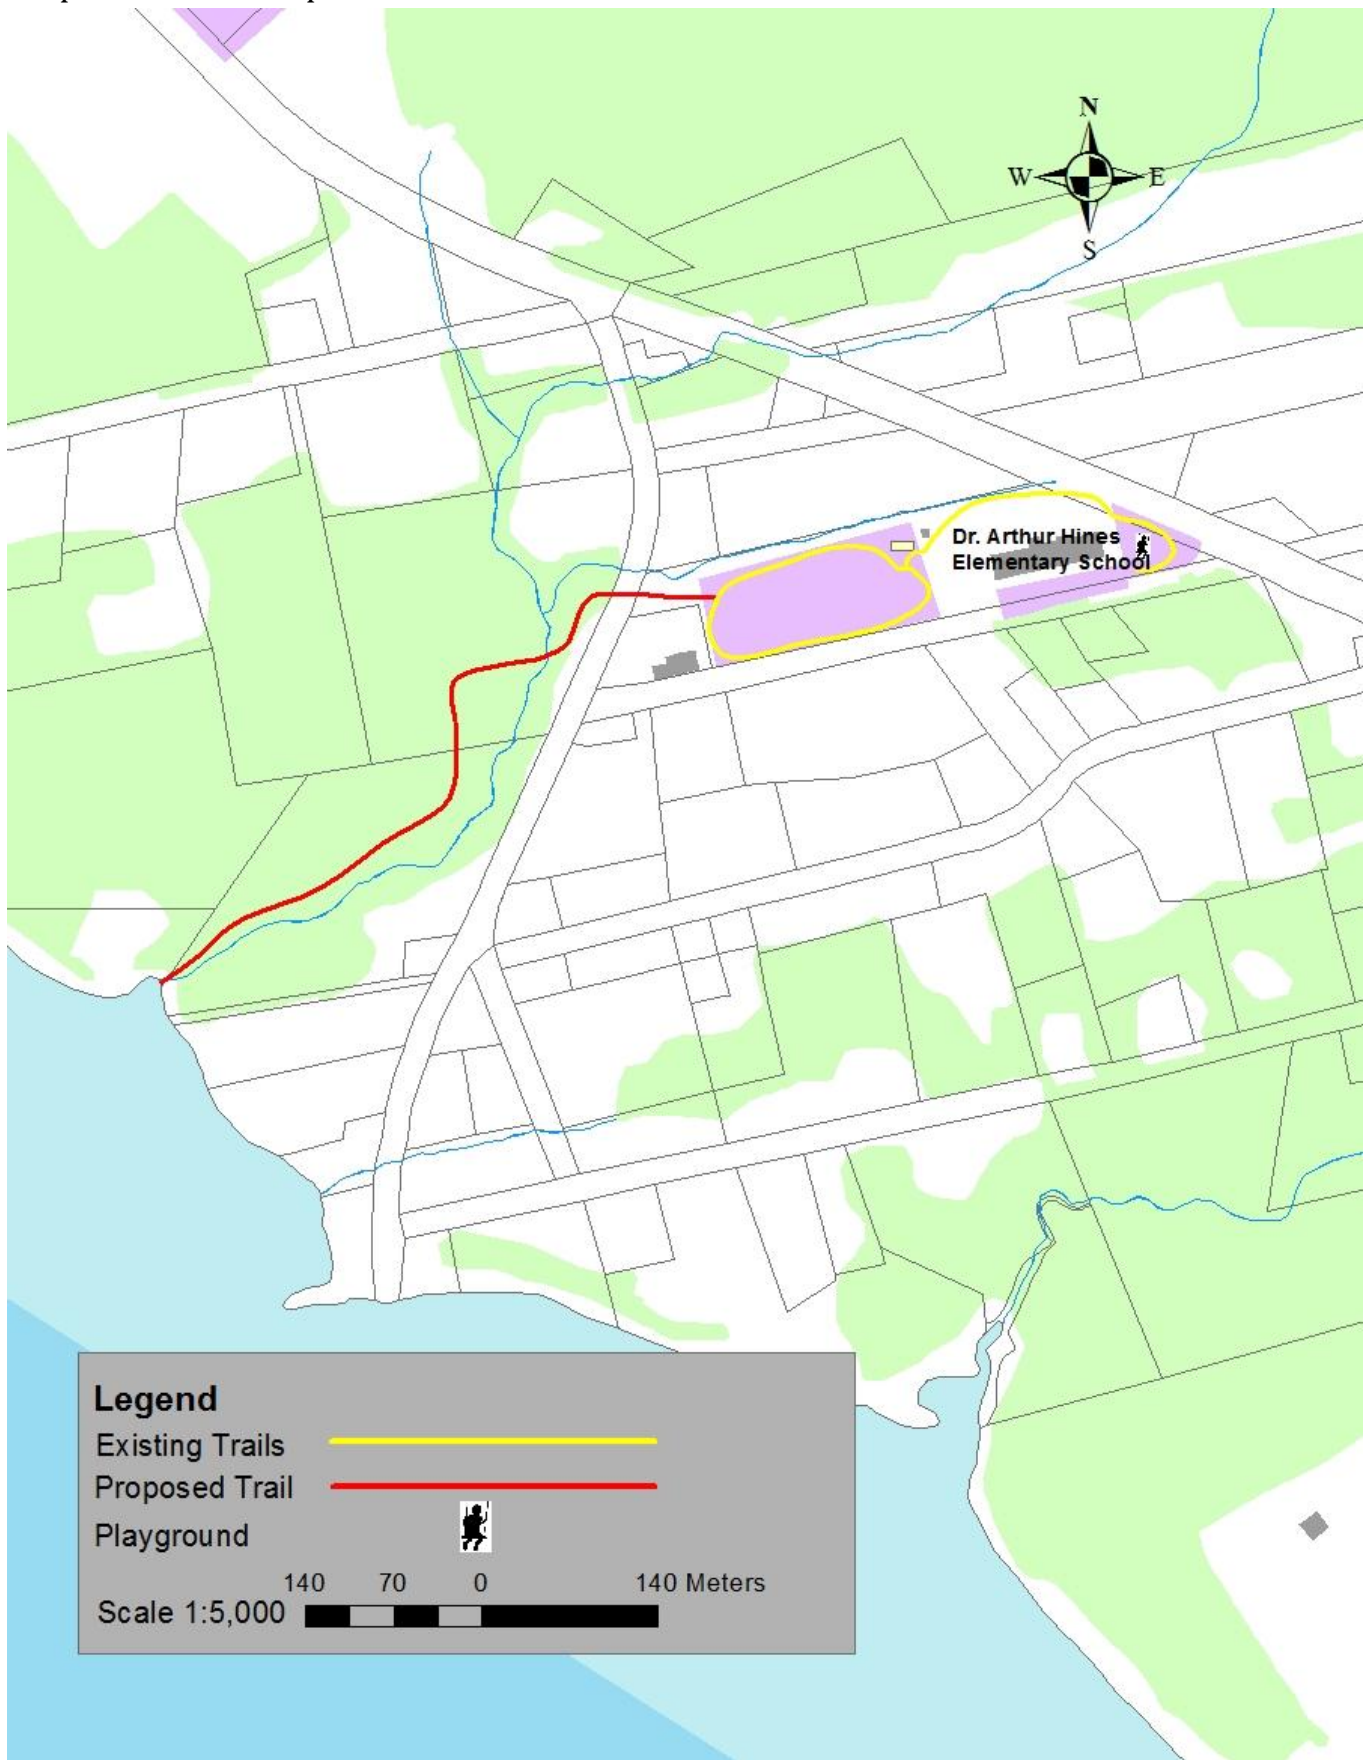 N
W E
S
Dr. Arthur Hines
Elementary School
Legend
Existing Trails
Proposed Trail
Playground
140 70 0 140 Meters
Scale 1:5,000